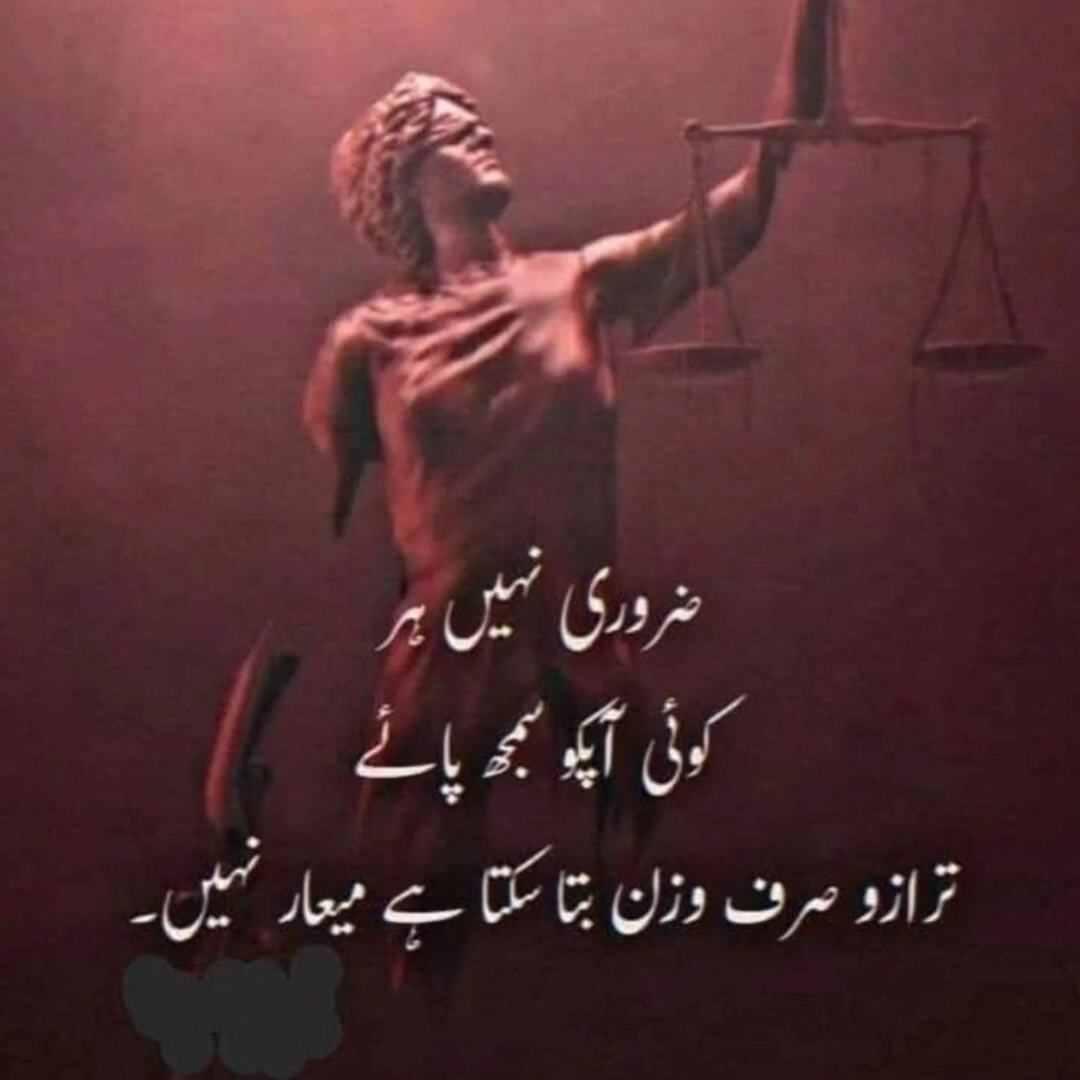 ضروری نہیں ہر
کوئی آپکو سمجھ پائے
ترازو صرف وزن بتا سکتا ہے میعار نہیں۔